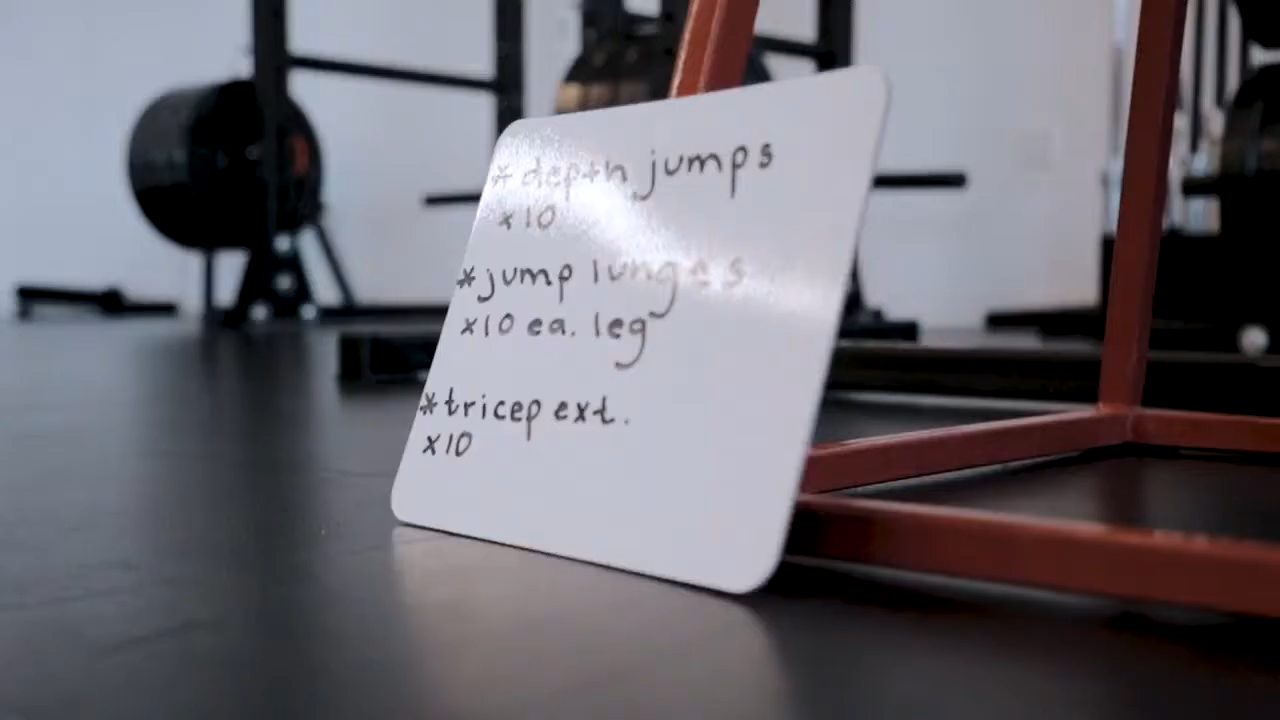 * depth jumps
x10
* jump lunges
x10 ea. leg
* tricep ext.
x10